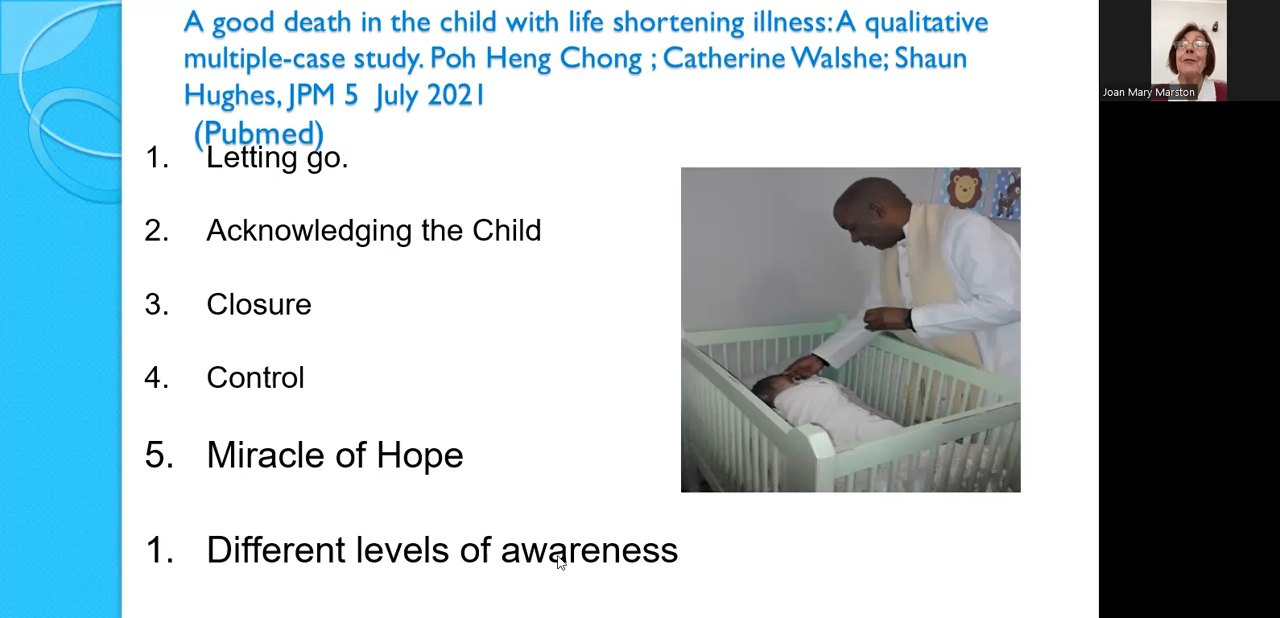 A good death in the child with life shortening illness: A qualitative
multiple-case study. Poh Heng Chong ; Catherine Walshe; Shaun
Hughes, JPM 5 July 2021
(Pubmed)
1. Letting go.
2. Acknowledging the Child
3. Closure
4. Control
5. Miracle of Hope
1. Different levels of awareness
Joan Mary Marston